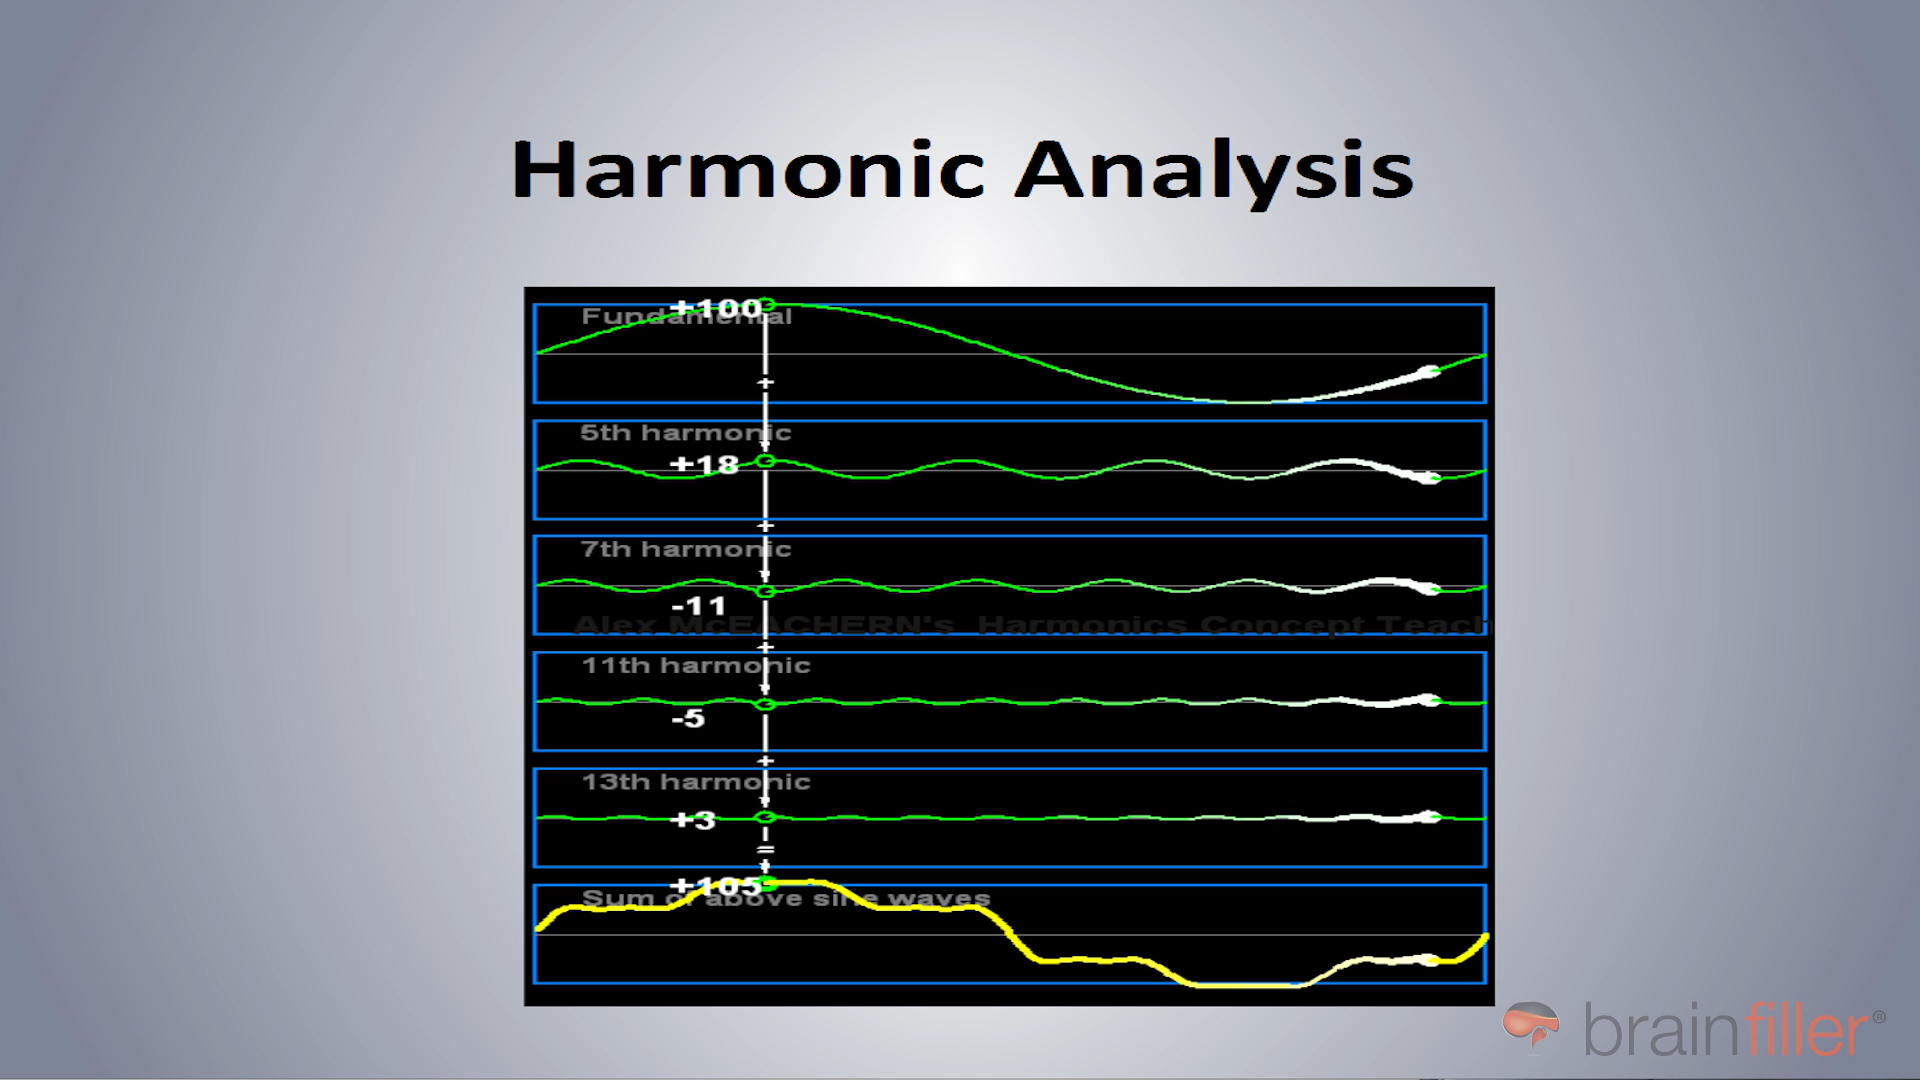 Harmonic Analysis
+100
Fundamental
+
5th harmonic
+18
+
7th harmonic
-11
Alex McEACHERN's Harmonics Concept Teach
+
11th harmonic
-5
+
13th harmonic
+3
=
+105
Sum of above sine waves
brainfiller®